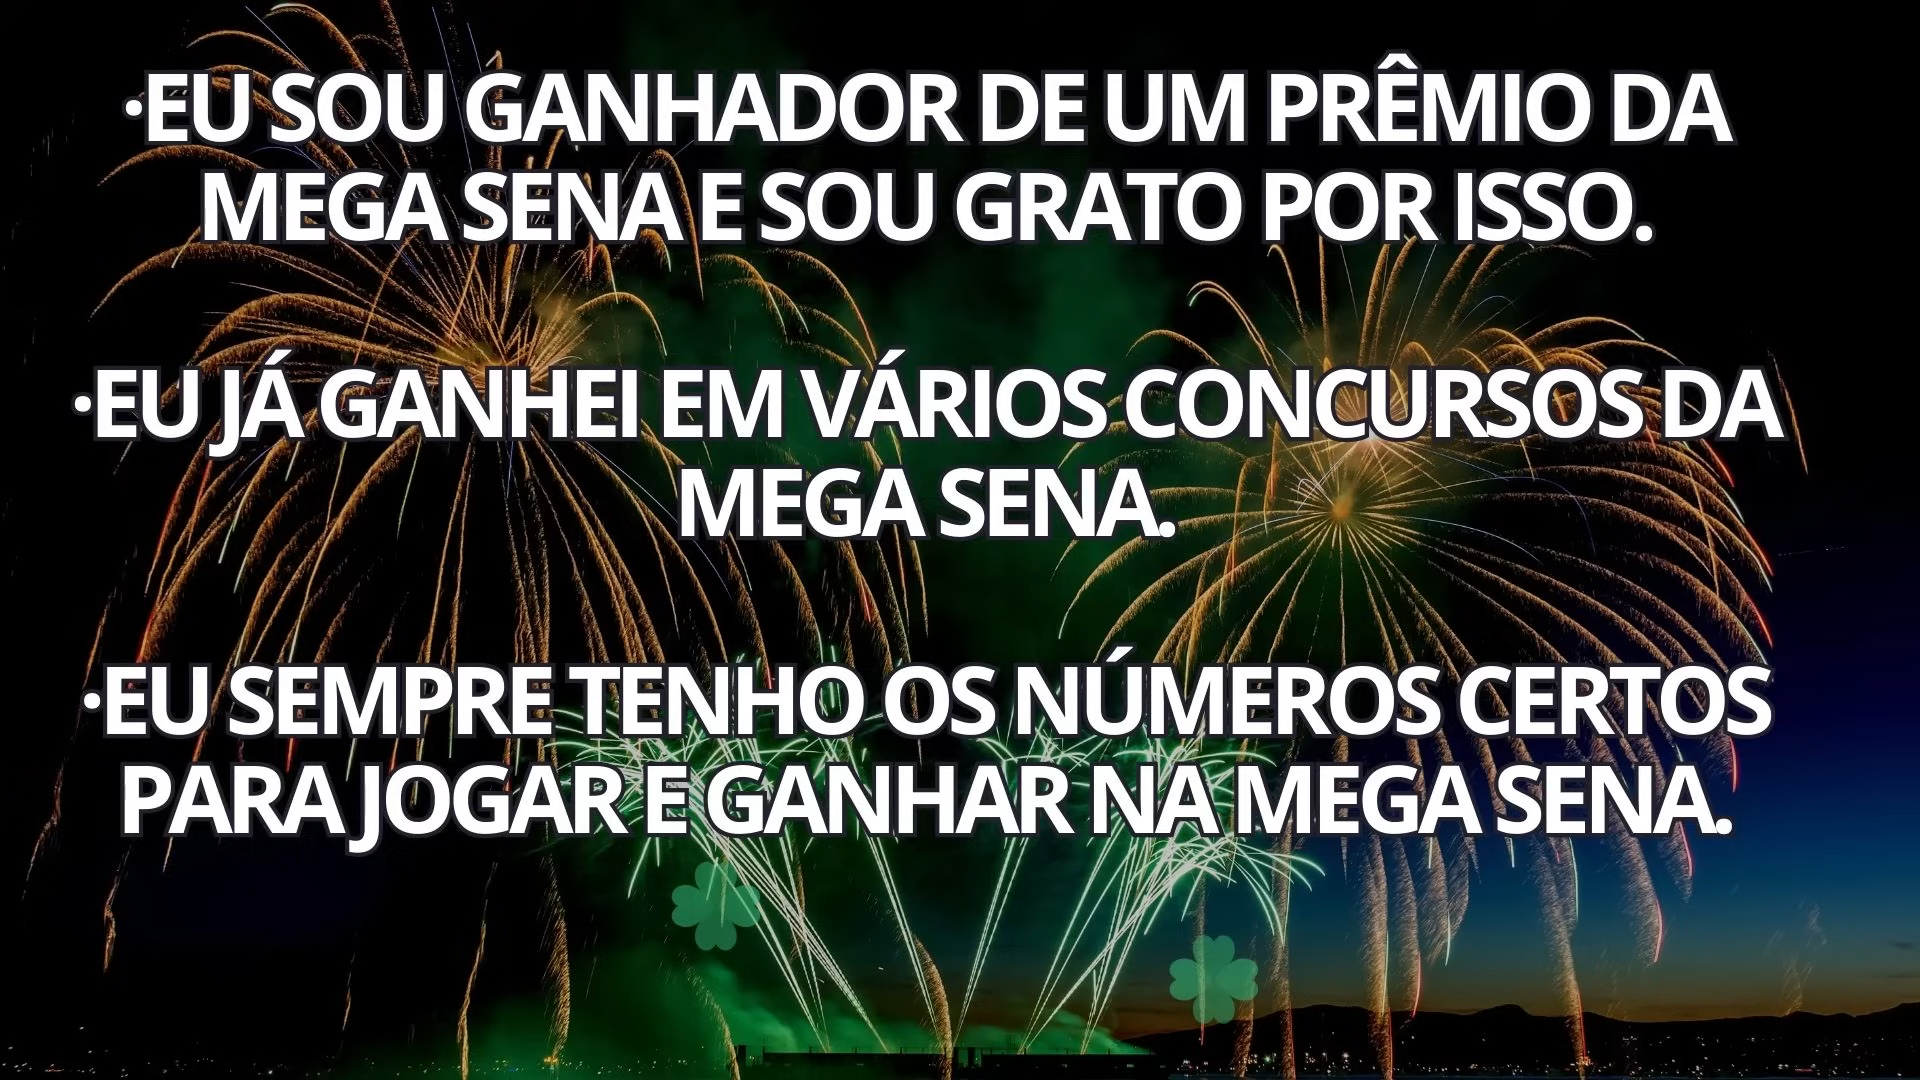 •EU SOU GANHADOR DE UM PRÊMIO DA
MEGA SENA E SOU GRATO POR ISSO.
•EU JÁ GANHEI EM VÁRIOS CONCURSOS DA
MEGA SENA.
•EU SEMPRE TENHO OS NÚMEROS CERTOS
PARA JOGAR E GANHAR NA MEGA SENA.